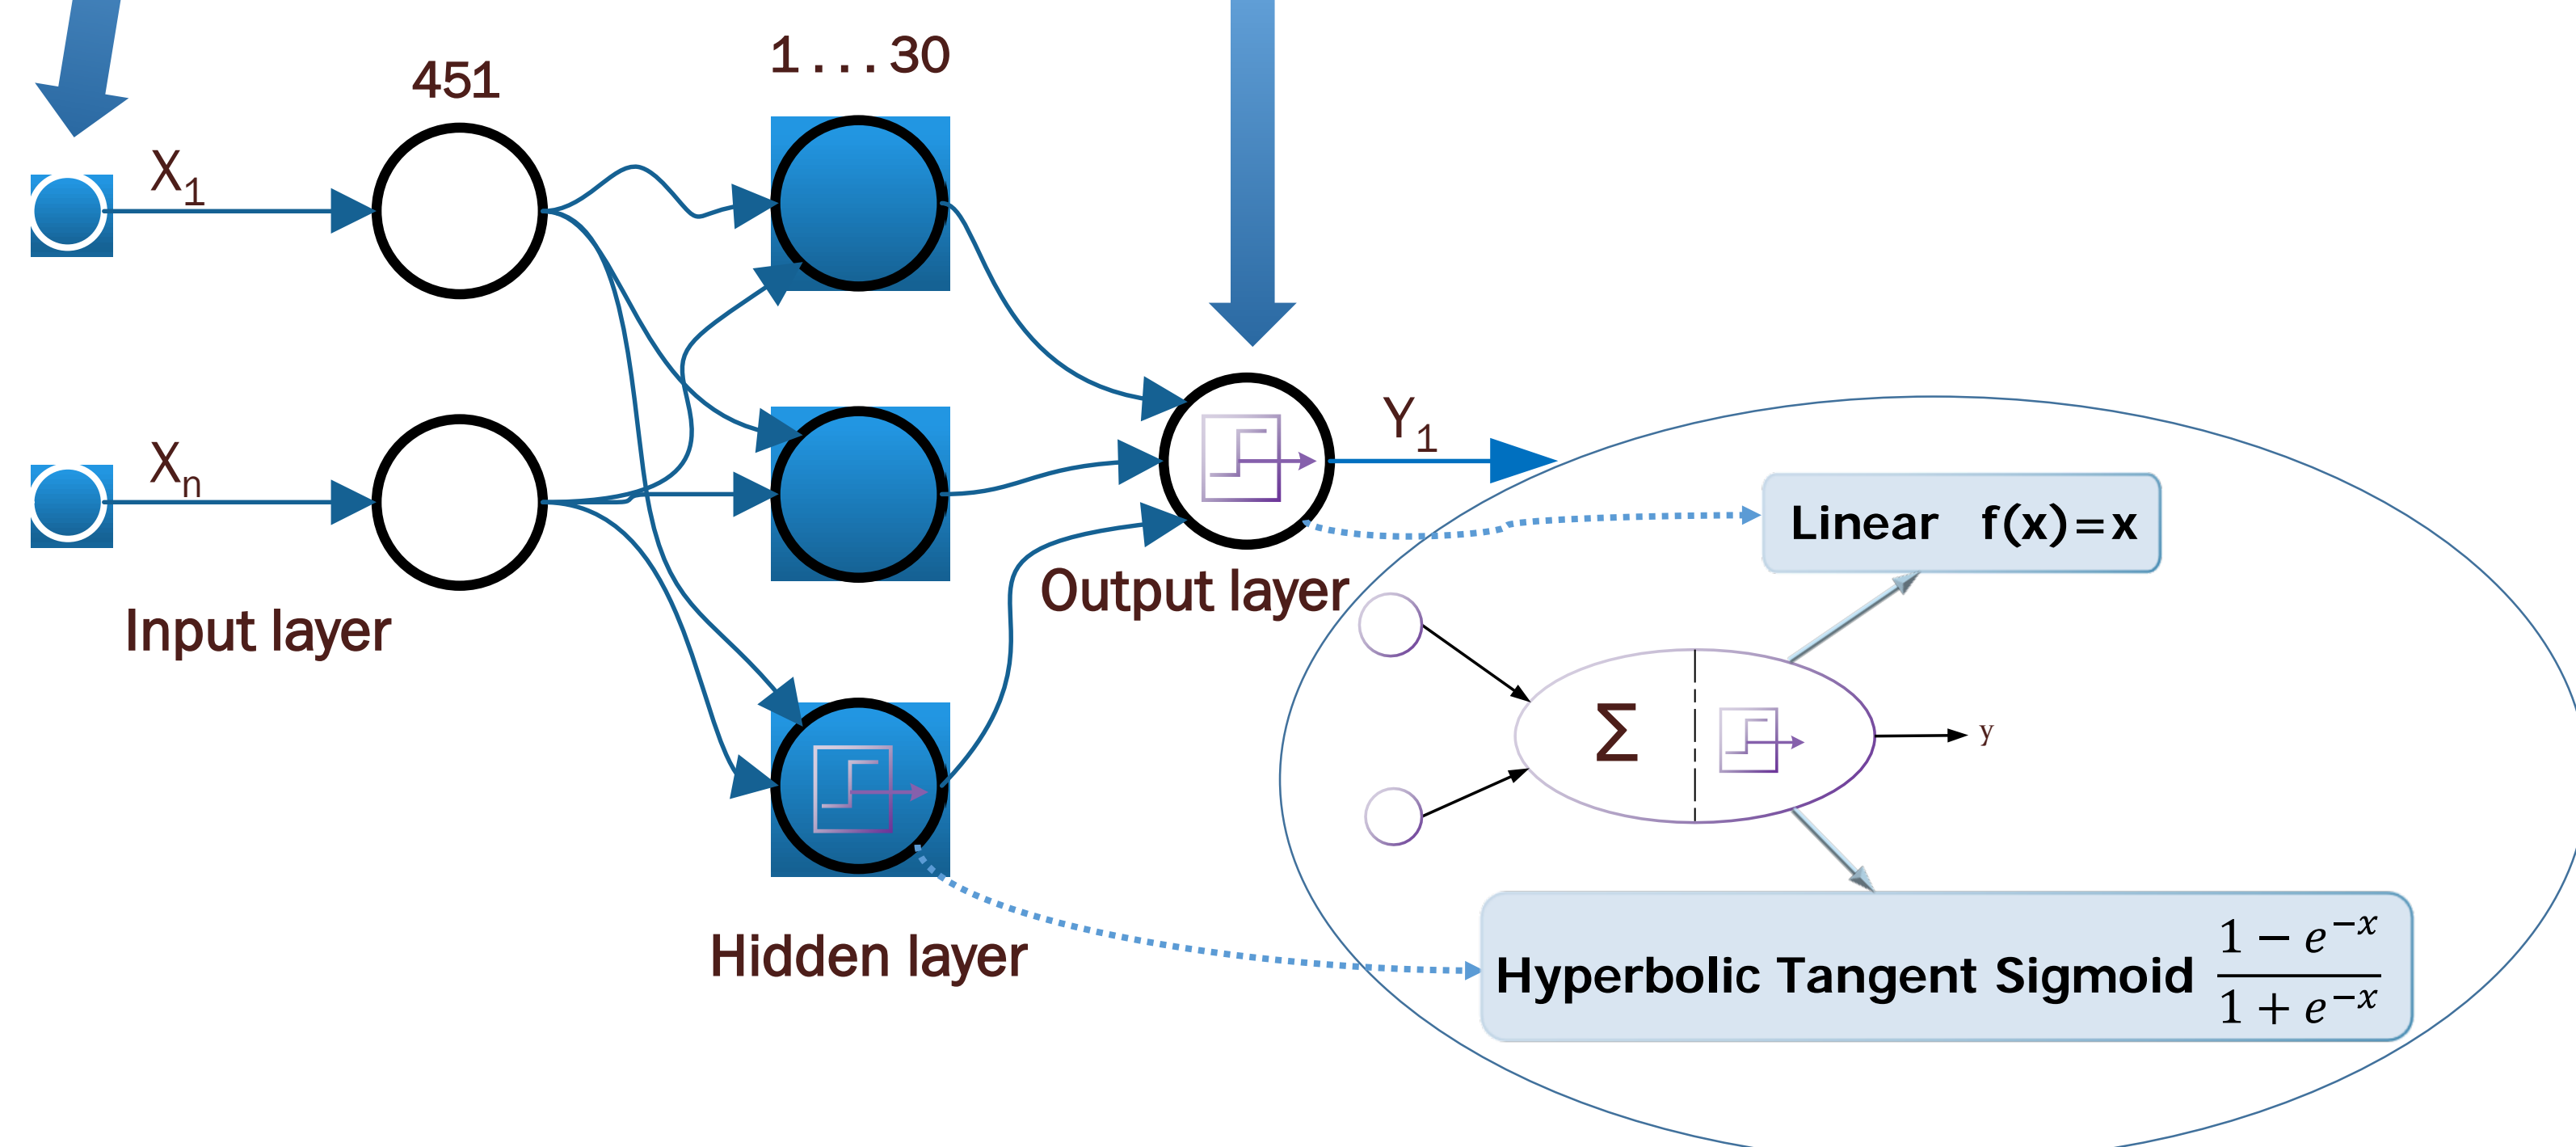 451
1...30
X1
Xn
Input layer
Hidden layer
Output layer
Y1
Linear f(x)=x
Σ
y
Hyperbolic Tangent Sigmoid (1 − e^−x)/(1 + e^−x)